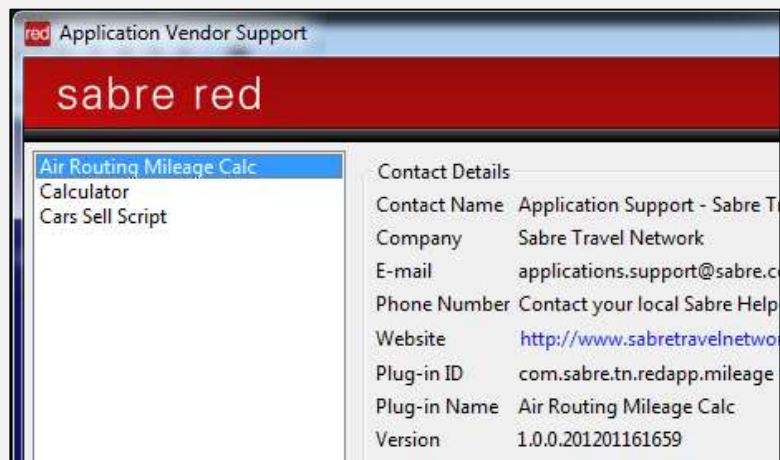 red Application Vendor Support
sabre red
Air Routing Mileage Calc
Calculator
Cars Sell Script
Contact Details
Contact Name Application Support - Sabre
Company Sabre Travel Network
E-mail applications.support@sabre.c
Phone Number Contact your local Sabre Help
Website http://www.sabretravelnetwo
Plug-in ID com.sabre.tn.redapp.mileage
Plug-in Name Air Routing Mileage Calc
Version 1.0.0.201201161659